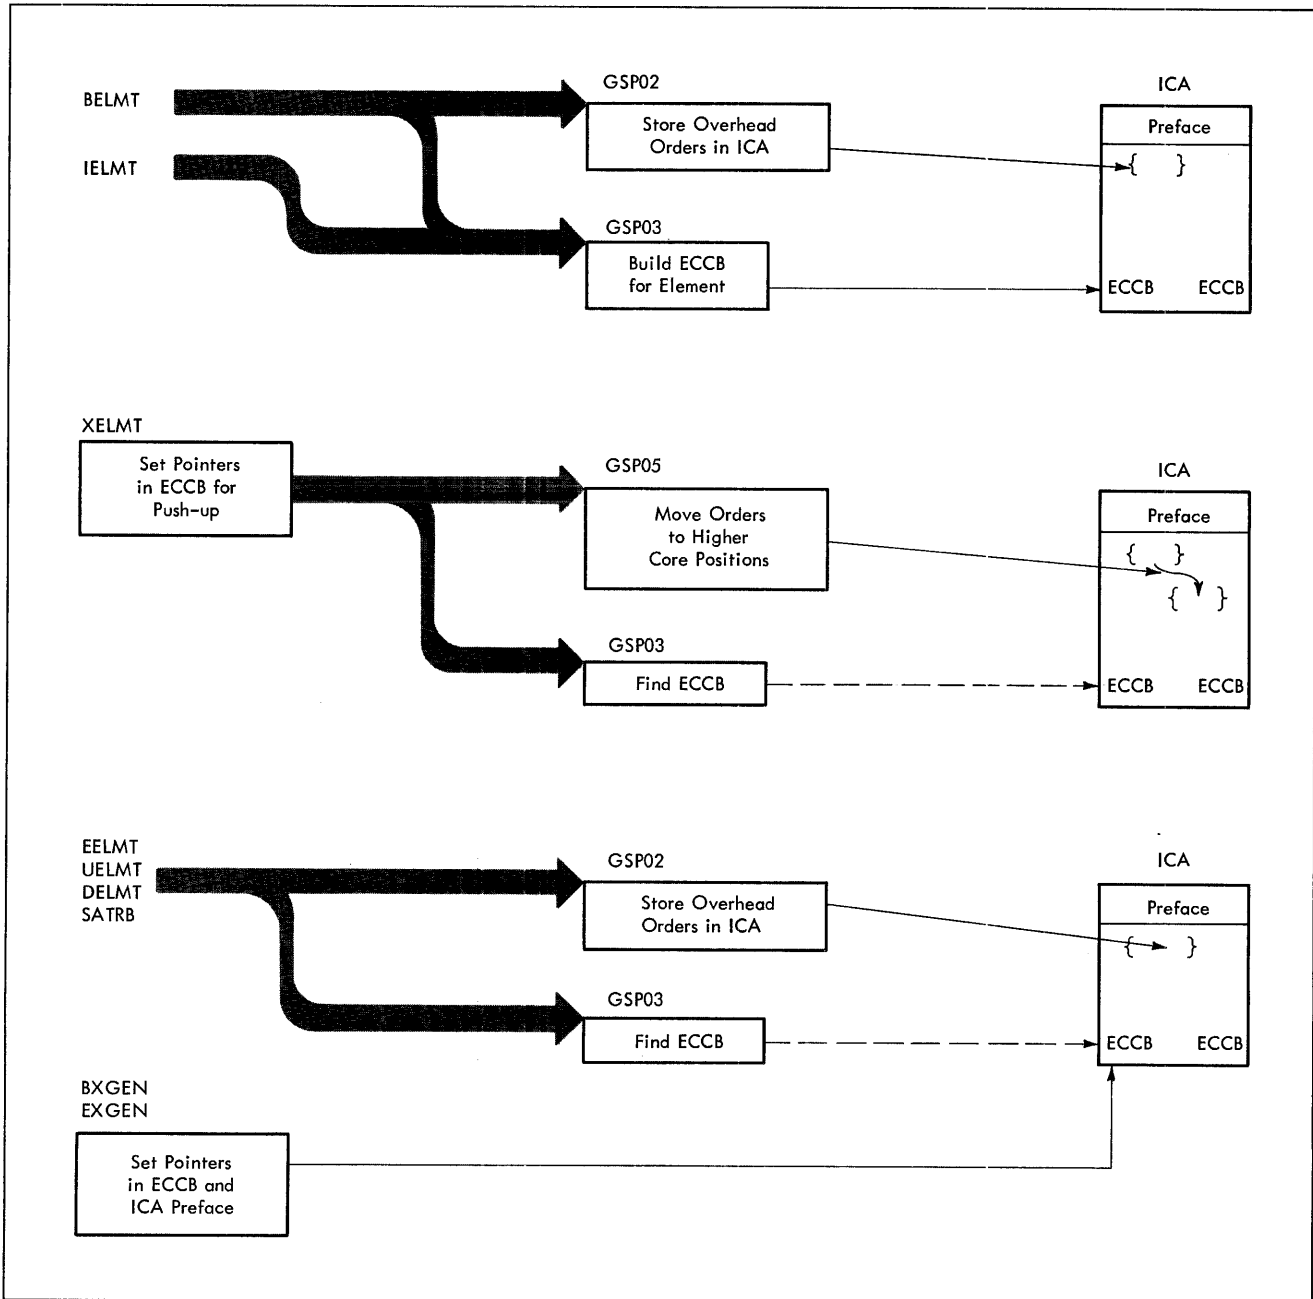 BELMT
IELMT
GSP02
Store Overhead
Orders in ICA
GSP03
Build ECCB
for Element
ICA
Preface
{ }
ECCB ECCB
XELMT
Set Pointers
in ECCB for
Push-up
GSP05
Move Orders
to Higher
Core Positions
GSP03
Find ECCB
ICA
Preface
{ }
{ }
ECCB ECCB
EELMT
UELMT
DELMT
SATRB
GSP02
Store Overhead
Orders in ICA
GSP03
Find ECCB
ICA
Preface
{ }
ECCB ECCB
BXGEN
EXGEN
Set Pointers
in ECCB and
ICA Preface